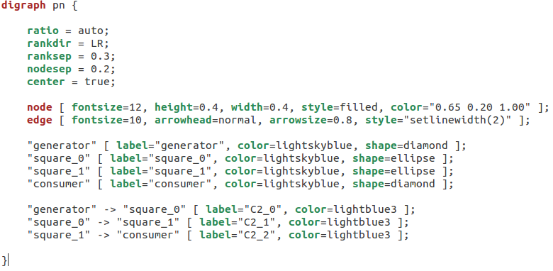 digraph pn {
ratio = auto;
rankdir = LR;
ranksep = 0.3;
nodesep = 0.2;
center = true;
node [ fontsize=12, height=0.4, width=0.4, style=filled, color="0.65 0.20 1.00" ];
edge [ fontsize=10, arrowhead=normal, arrowsize=0.8, style="setlinewidth(2)" ];
"generator" [ label="generator", color=lightskyblue, shape=diamond ];
"square_0" [ label="square_0", color=lightskyblue, shape=ellipse ];
"square_1" [ label="square_1", color=lightskyblue, shape=ellipse ];
"consumer" [ label="consumer", color=lightskyblue, shape=diamond ];
"generator" -> "square_0" [ label="C2_0", color=lightblue3 ];
"square_0" -> "square_1" [ label="C2_1", color=lightblue3 ];
"square_1" -> "consumer" [ label="C2_2", color=lightblue3 ];
}